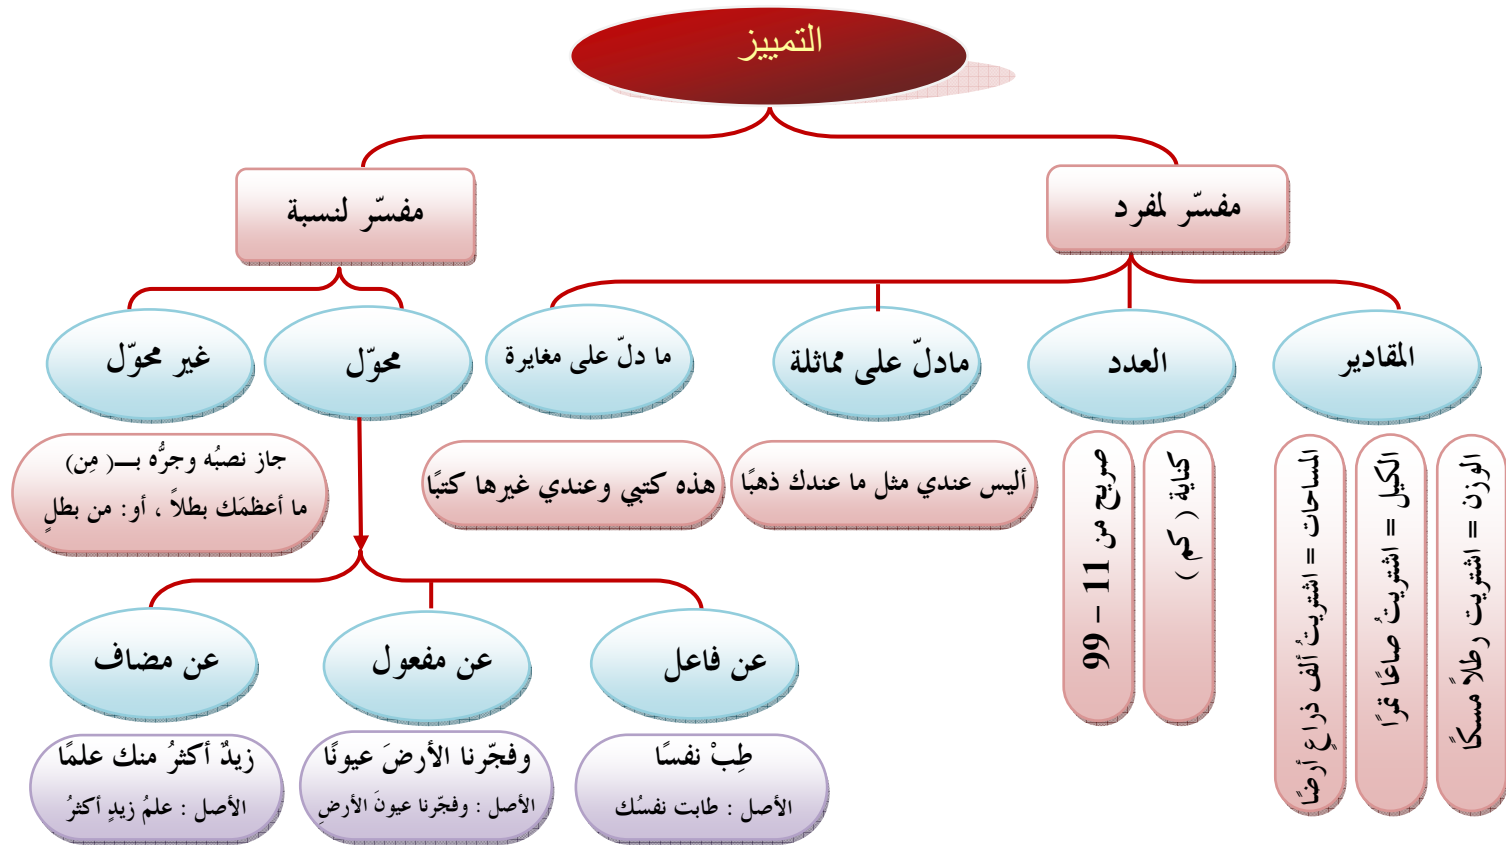 التمييز
مفسّر لمفرد
مفسّر لنسبة
المقادير
العدد
مادلّ على مماثلة
ما دلّ على مغايرة
محوّل
غير محوّل
الوزن = اشتريت رطلاً مسكًا
الكيل = اشتريتُ صاعًا تمرًا
المساحات = اشتريتُ ألف ذراعٍ أرضًا
كناية ( كم )
صريح من 11 – 99
أليس عندي مثل ما عندك ذهبًا
هذه كتبي وعندي غيرها كتبًا
جاز نصبُه وجرُّه بــ( مِن)
ما أعظمَك بطلاً ، أو: من بطلٍ
عن فاعل
عن مفعول
عن مضاف
طِبْ نفسًا
الأصل : طابت نفسُك
وفجّرنا الأرضَ عيونًا
الأصل : وفجّرنا عيونَ الأرضِ
زيدٌ أكثرُ منك علمًا
الأصل : علمُ زيدٍ أكثرُ